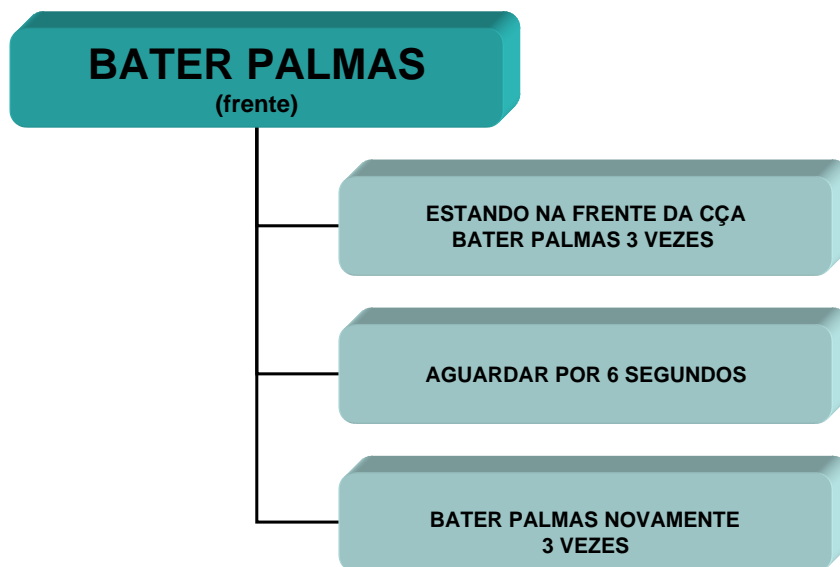 BATER PALMAS
(frente)
ESTANDO NA FRENTE DA CÇA
BATER PALMAS 3 VEZES
AGUARDAR POR 6 SEGUNDOS
BATER PALMAS NOVAMENTE
3 VEZES